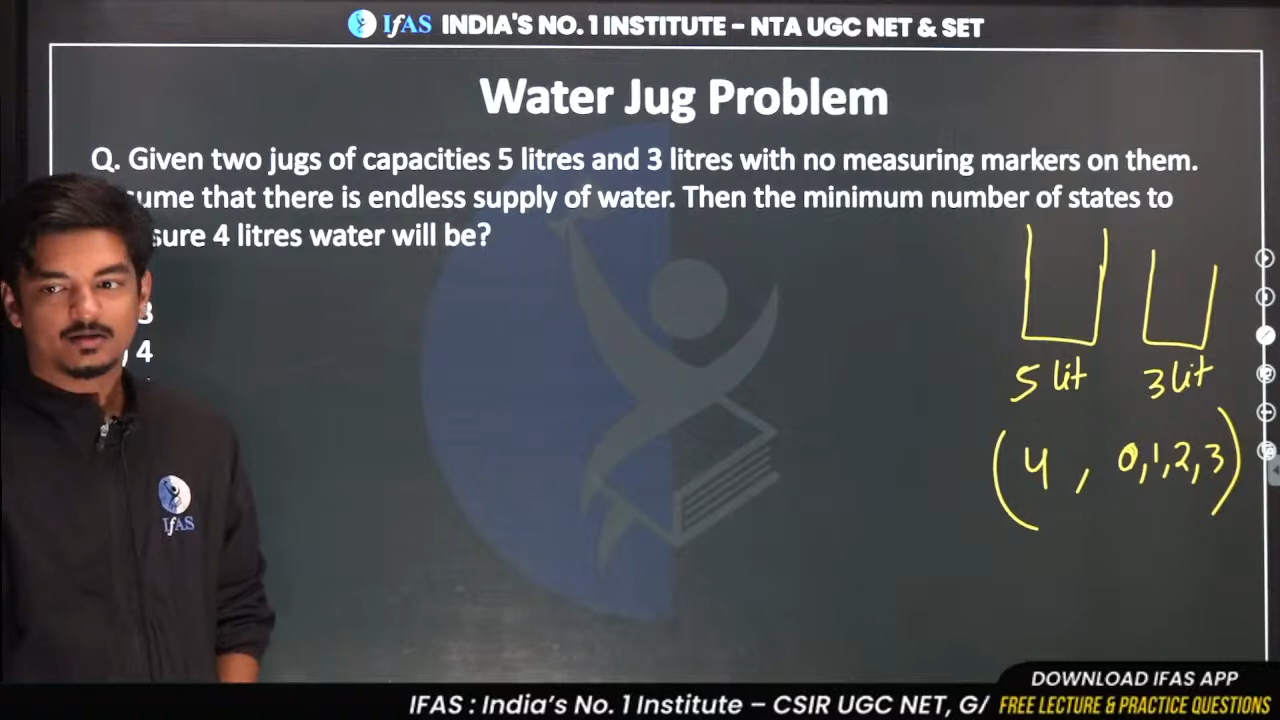 IfAS INDIA'S NO. 1 INSTITUTE – NTA UGC NET & SET
Water Jug Problem
Q. Given two jugs of capacities 5 litres and 3 litres with no measuring markers on them.
that there is endless supply of water. Then the minimum number of states to
4 litres water will be?
3
) 4
5 lit 3 lit
(4, 0,1,2,3)
IfAS
DOWNLOAD IFAS APP
IFAS : India's No. 1 Institute – CSIR UGC NET, G/ FREE LECTURE & PRACTICE QUESTIONS